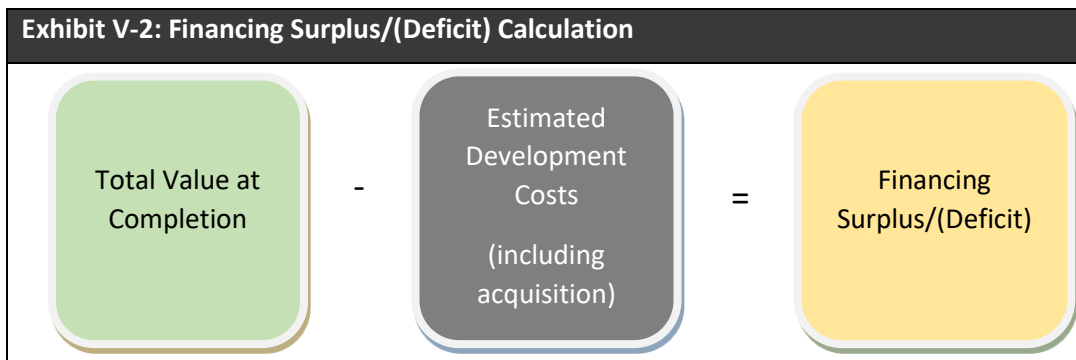 Exhibit V-2: Financing Surplus/(Deficit) Calculation
Total Value at
Completion
-
Estimated
Development
Costs
(including
acquisition)
=
Financing
Surplus/(Deficit)